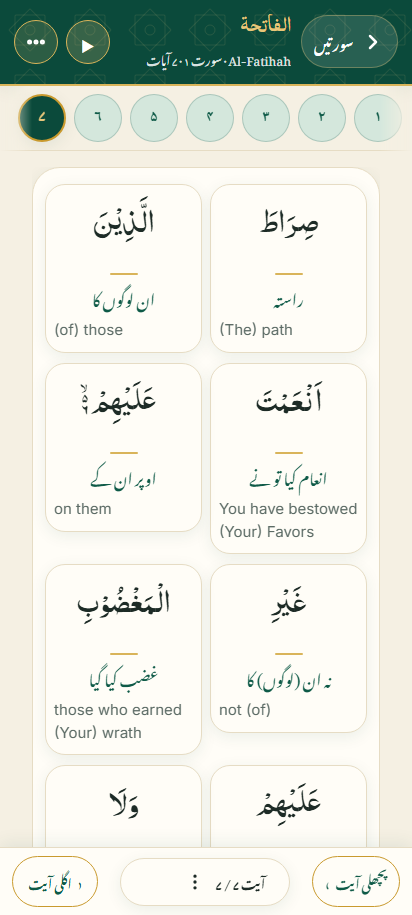 سورتیں
الفاتحة
Al-Fatihah • سورت ۱ • ۷ آیات
۱ ۲ ۳ ۴ ۵ ۶ ۷
صِرَاطَ
راستہ
(The) path
الَّذِیْنَ
ان لوگوں کا
(of) those
اَنْعَمْتَ
انعام کیا تو نے
You have bestowed
(Your) Favors
عَلَیْهِمْ ۙ۬ۦ
اوپر ان کے
on them
غَیْرِ
نہ ان (لوگوں) کا
not (of)
الْمَغْضُوْبِ
غضب کیا گیا
those who earned
(Your) wrath
عَلَیْهِمْ
وَلَا
پچھلی آیت
آیت ۷ / ۷
اگلی آیت